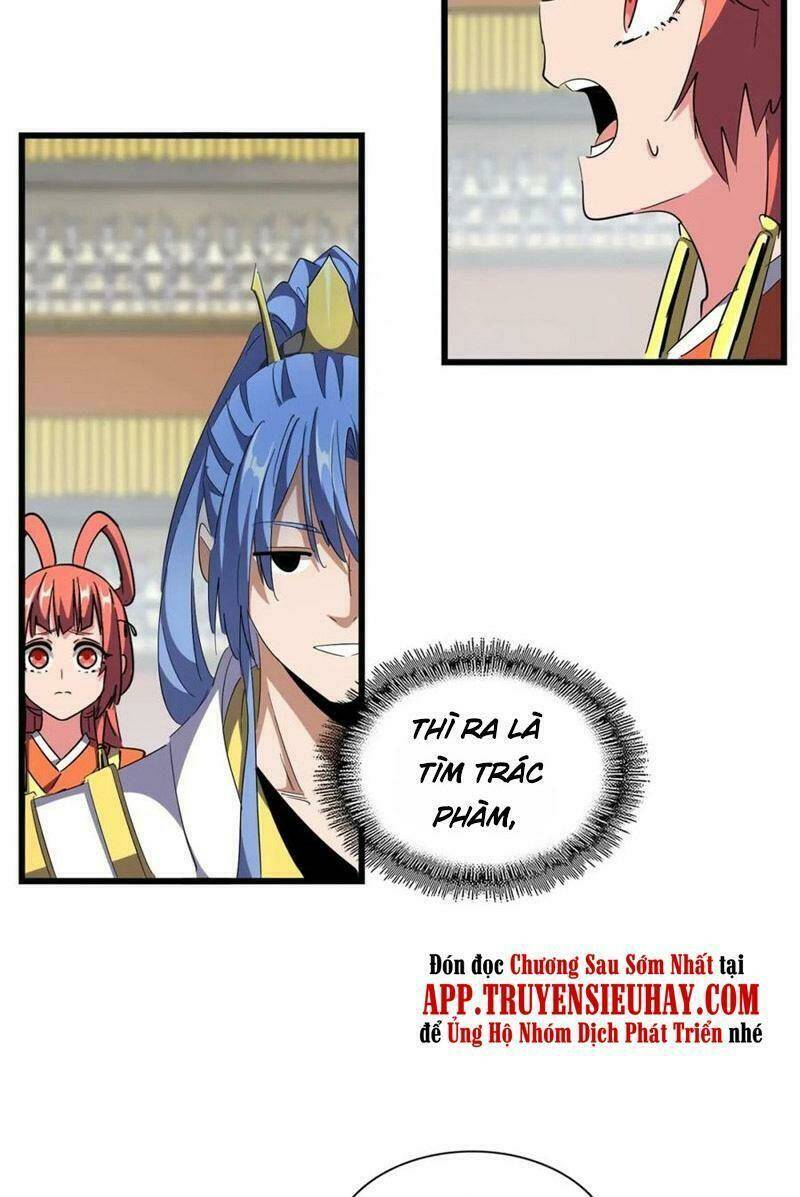 THÌ RA LÀ
TÌM TRÁC
PHÀM,
Đón đọc Chương Sau Sớm Nhất tại
APP.TRUYENSIEUHAY.COM
để Ủng Hộ Nhóm Dịch Phát Triển nhé